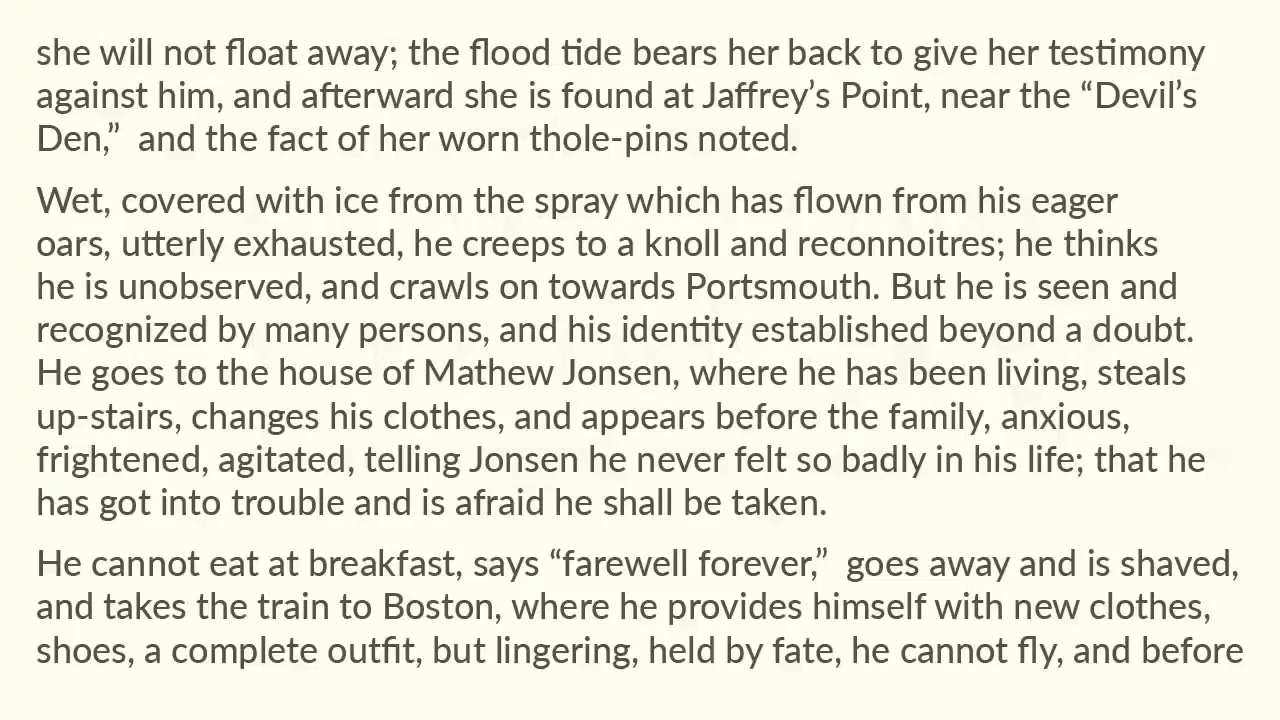 she will not float away; the flood tide bears her back to give her testimony
against him, and afterward she is found at Jaffrey’s Point, near the “Devil’s
Den,”  and the fact of her worn thole-pins noted.
Wet, covered with ice from the spray which has flown from his eager
oars, utterly exhausted, he creeps to a knoll and reconnoitres; he thinks
he is unobserved, and crawls on towards Portsmouth. But he is seen and
recognized by many persons, and his identity established beyond a doubt.
He goes to the house of Mathew Jonsen, where he has been living, steals
up-stairs, changes his clothes, and appears before the family, anxious,
frightened, agitated, telling Jonsen he never felt so badly in his life; that he
has got into trouble and is afraid he shall be taken.
He cannot eat at breakfast, says “farewell forever,”  goes away and is shaved,
and takes the train to Boston, where he provides himself with new clothes,
shoes, a complete outfit, but lingering, held by fate, he cannot fly, and before